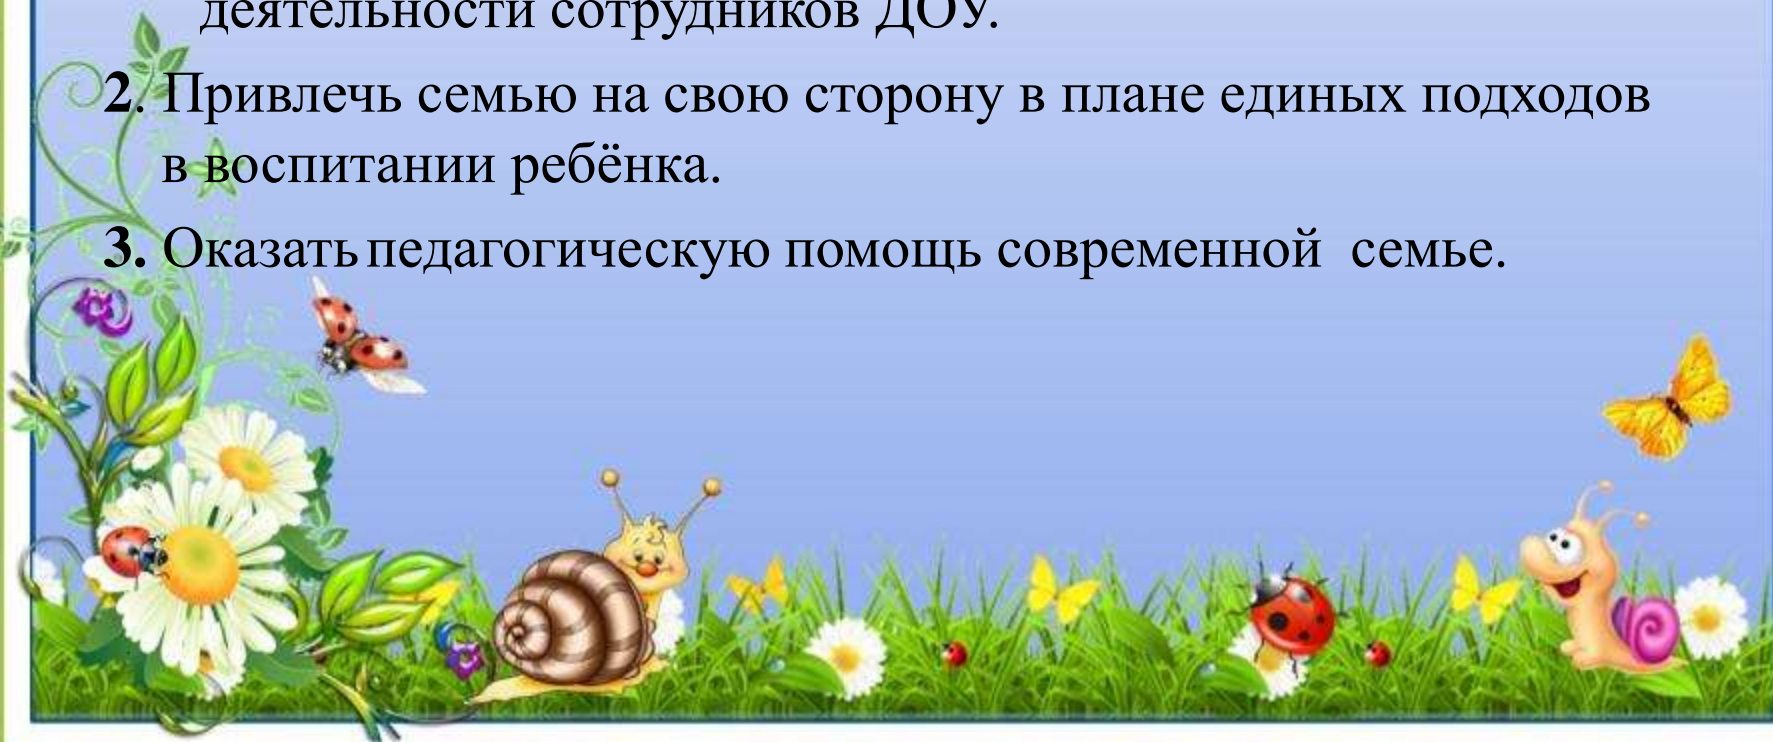 деятельности сотрудников ДОУ.
2. Привлечь семью на свою сторону в плане единых подходов
в воспитании ребёнка.
3. Оказать педагогическую помощь современной семье.